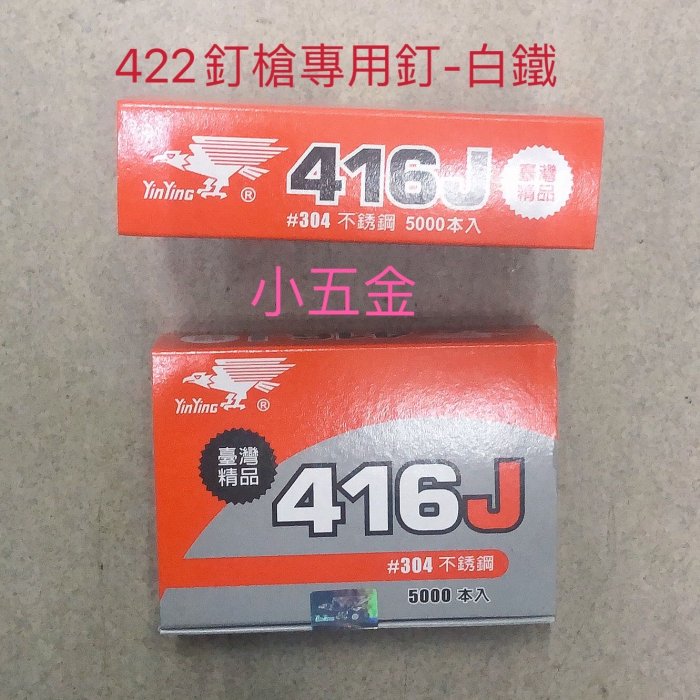 422釘槍專用釘-白鐵
YinYing ® 416J 臺灣
精品
#304 不銹鋼 5000本入
小五金
YinYing ®
臺灣
精品
416J
#304 不銹鋼
5000 本入
YinYing